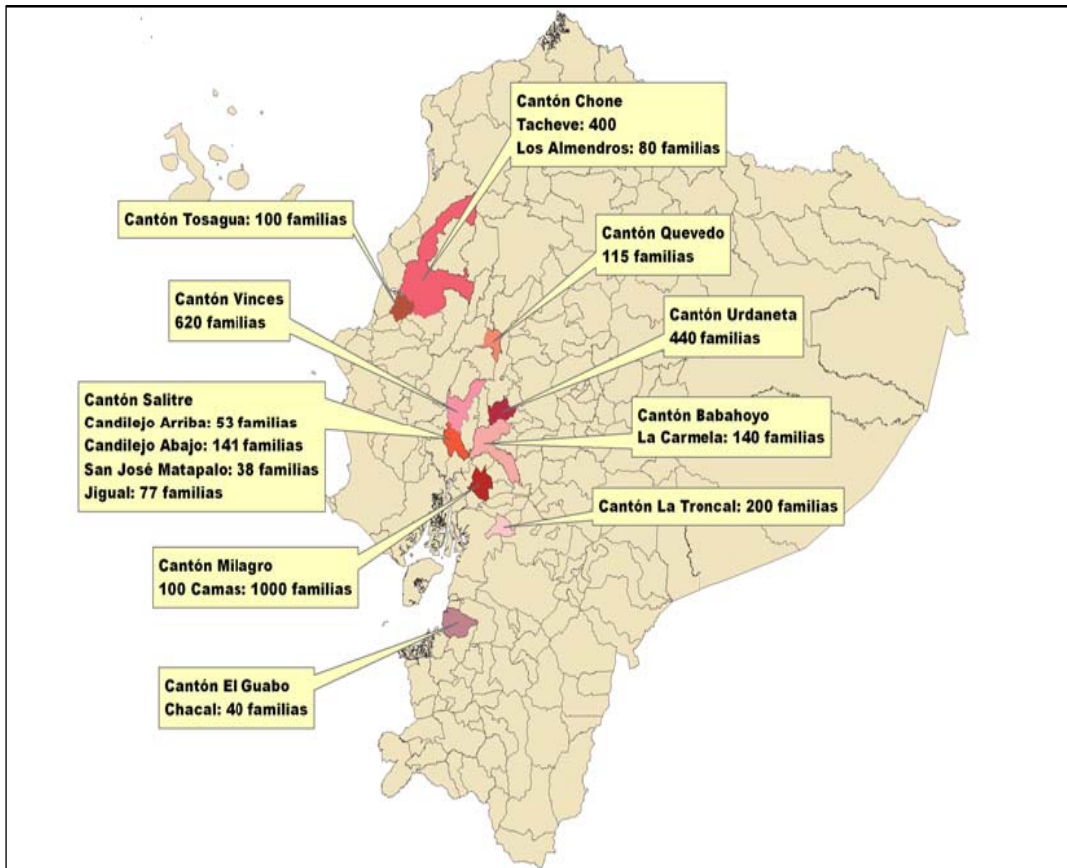 Cantón Chone
Tacheve: 400
Los Almendros: 80 familias
Cantón Tosagua: 100 familias
Cantón Quevedo
115 familias
Cantón Vinces
620 familias
Cantón Urdaneta
440 familias
Cantón Salitre
Candilejo Arriba: 53 familias
Candilejo Abajo: 141 familias
San José Matapalo: 38 familias
Jigual: 77 familias
Cantón Babahoyo
La Carmela: 140 familias
Cantón La Troncal: 200 familias
Cantón Milagro
100 Camas: 1000 familias
Cantón El Guabo
Chacal: 40 familias